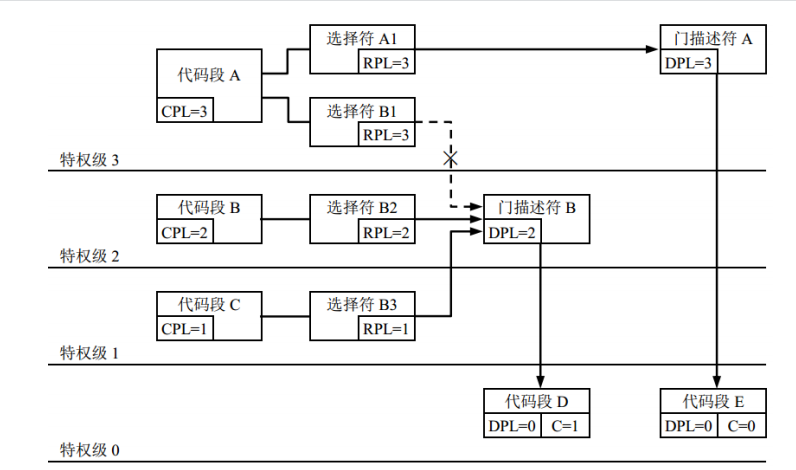 选择符 A1
RPL=3
门描述符 A
DPL=3
代码段 A
CPL=3
选择符 B1
RPL=3
特权级 3
代码段 B
CPL=2
选择符 B2
RPL=2
门描述符 B
DPL=2
特权级 2
代码段 C
CPL=1
选择符 B3
RPL=1
特权级 1
代码段 D
DPL=0 C=1
代码段 E
DPL=0 C=0
特权级 0